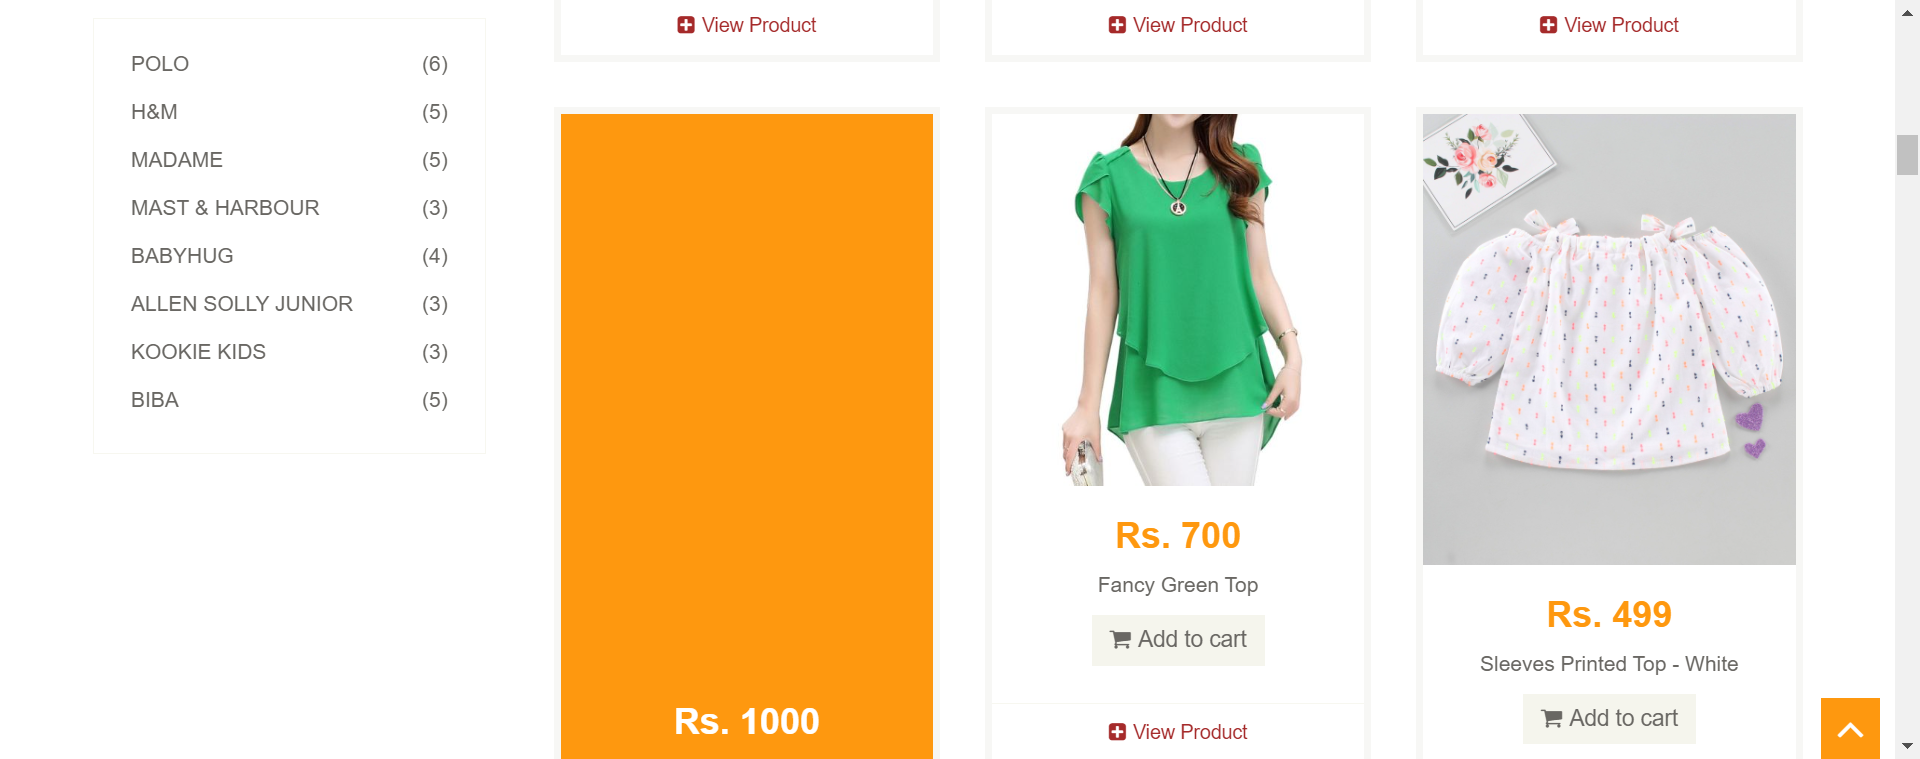 POLO (6)
H&M (5)
MADAME (5)
MAST & HARBOUR (3)
BABYHUG (4)
ALLEN SOLLY JUNIOR (3)
KOOKIE KIDS (3)
BIBA (5)
View Product
View Product
View Product
Rs. 1000
Rs. 700
Fancy Green Top
Add to cart
View Product
Rs. 499
Sleeves Printed Top - White
Add to cart